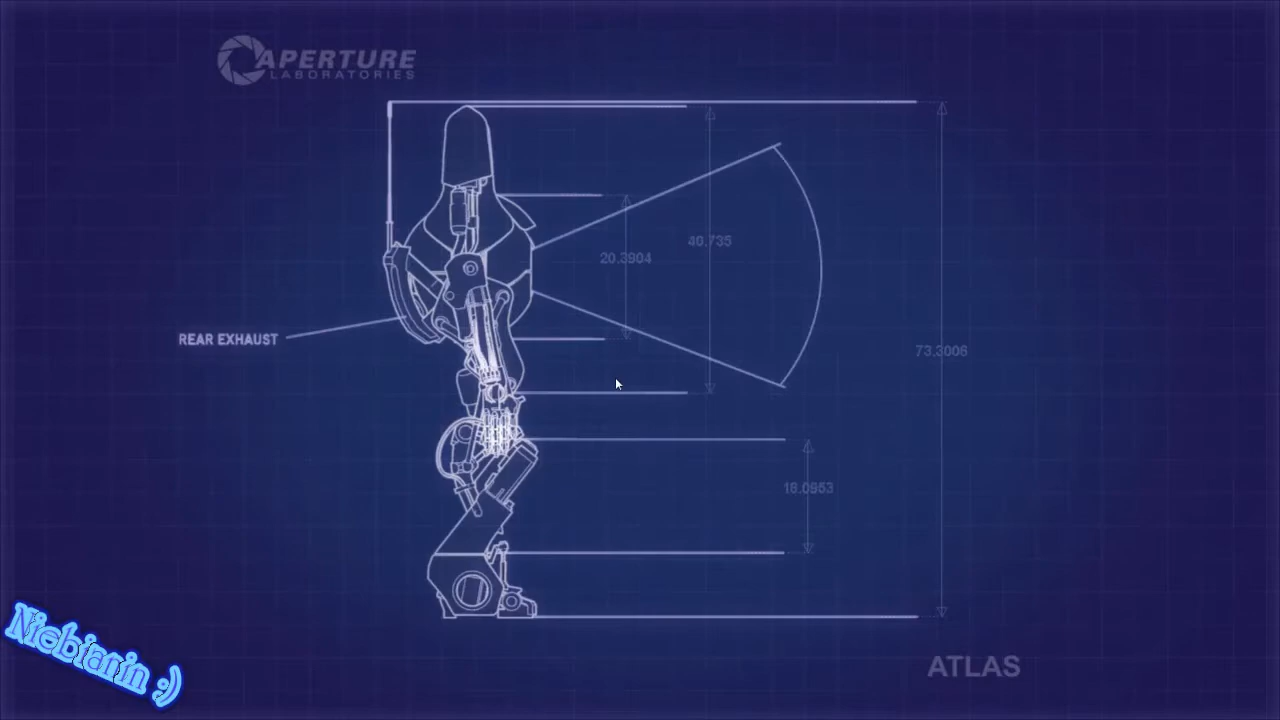 APERTURE
LABORATORIES
40.735
20.3904
REAR EXHAUST
73.3006
18.0953
Niebianin ;)
ATLAS